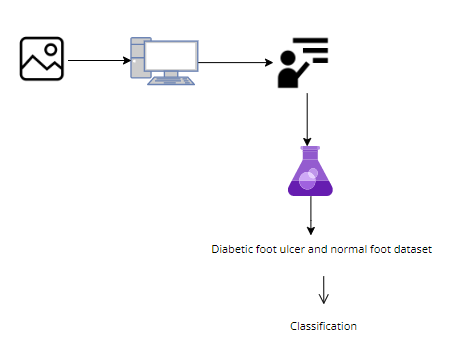 Diabetic foot ulcer and normal foot dataset
Classification